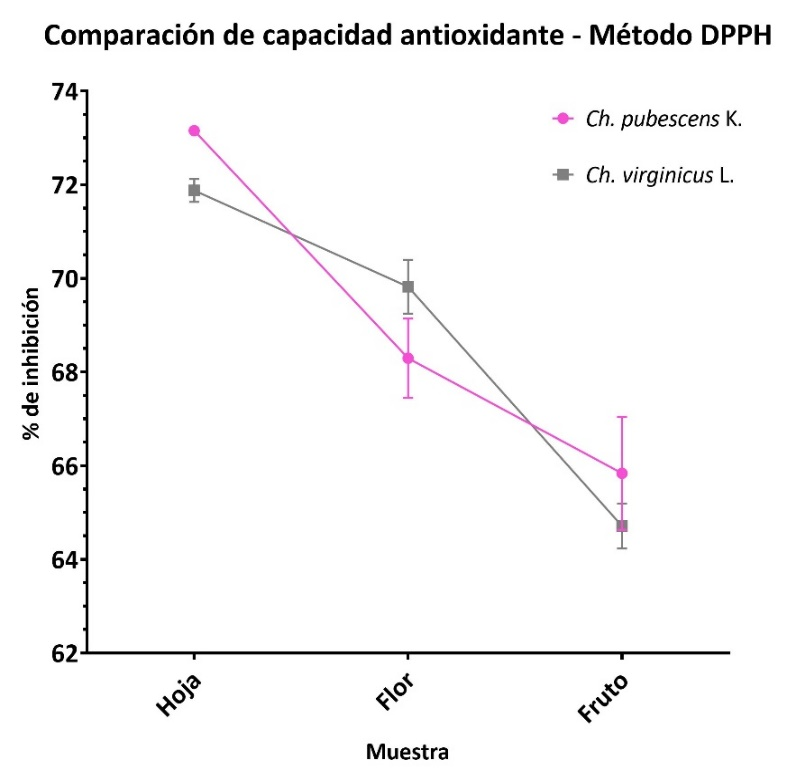 Comparación de capacidad antioxidante - Método DPPH
Ch. pubescens K.
Ch. virginicus L.
% de inhibición
74
72
70
68
66
64
62
Hoja
Flor
Fruto
Muestra